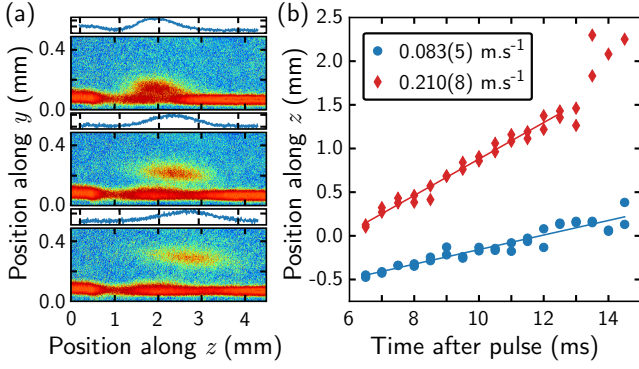 (a)
0.4
0.0
0.4
0.0
0.4
0.0
0
1
2
3
4
Position along y (mm)
Position along z (mm)
(b)
0.083(5) m.s⁻¹
0.210(8) m.s⁻¹
2.5
2.0
1.5
1.0
0.5
0.0
−0.5
6
8
10
12
14
Position along z (mm)
Time after pulse (ms)